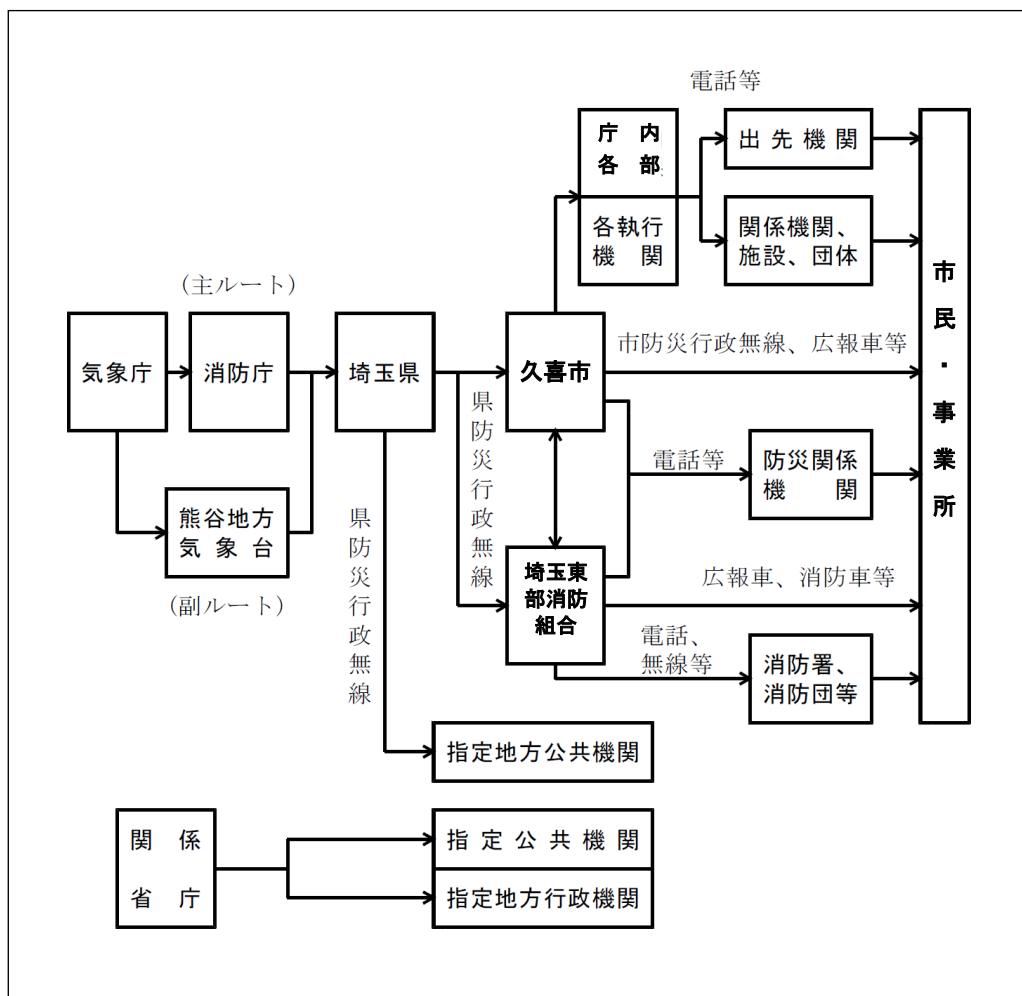 電話等
庁内
各部
各執行
機関
出先機関
関係機関、
施設、団体
市民・事業所
(主ルート)
気象庁
消防庁
埼玉県
久喜市
市防災行政無線、広報車等
県防災行政無線
電話等
防災関係
機関
熊谷地方
気象台
(副ルート)
県防災行政無線
埼玉東
部消防
組合
広報車、消防車等
電話、
無線等
消防署、
消防団等
指定地方公共機関
関係
省庁
指定公共機関
指定地方行政機関